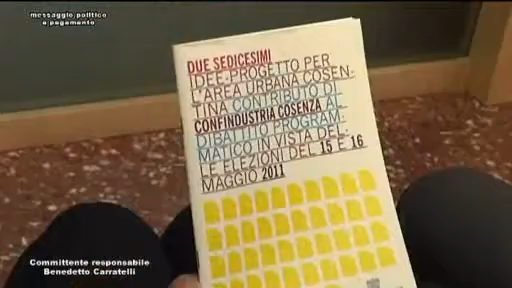 messaggio politico
a pagamento
DUE SEDICESIMI
IDEE-PROGETTO PER
L'AREA URBANA COSEN-
TINA CONTRIBUTO DI
CONFINDUSTRIA COSENZA AL
DIBATTITO PROGRAM-
MATICO IN VISTA DEL-
LE ELEZIONI DEL 15 E 16
MAGGIO 2011
Committente responsabile
Benedetto Carratelli